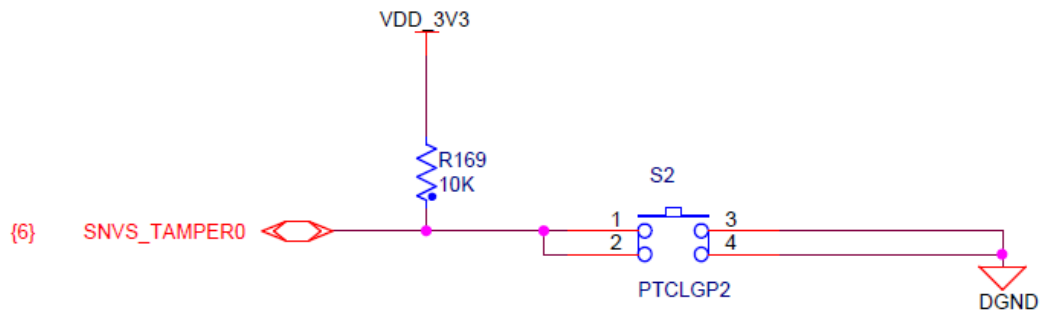 VDD_3V3
R169
10K
S2
{6} SNVS_TAMPER0
1 3
2 4
PTCLGP2
DGND